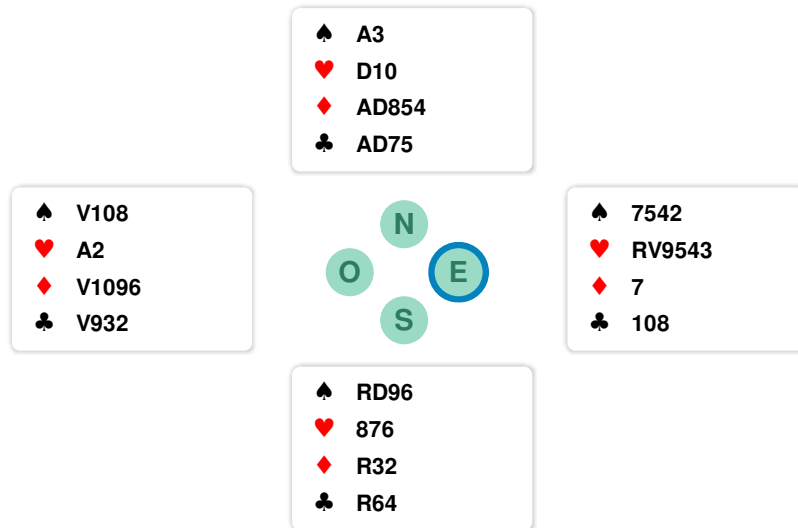 ♠ A3
♥ D10
♦ AD854
♣ AD75
♠ V108
♥ A2
♦ V1096
♣ V932
N
O E
S
♠ 7542
♥ RV9543
♦ 7
♣ 108
♠ RD96
♥ 876
♦ R32
♣ R64